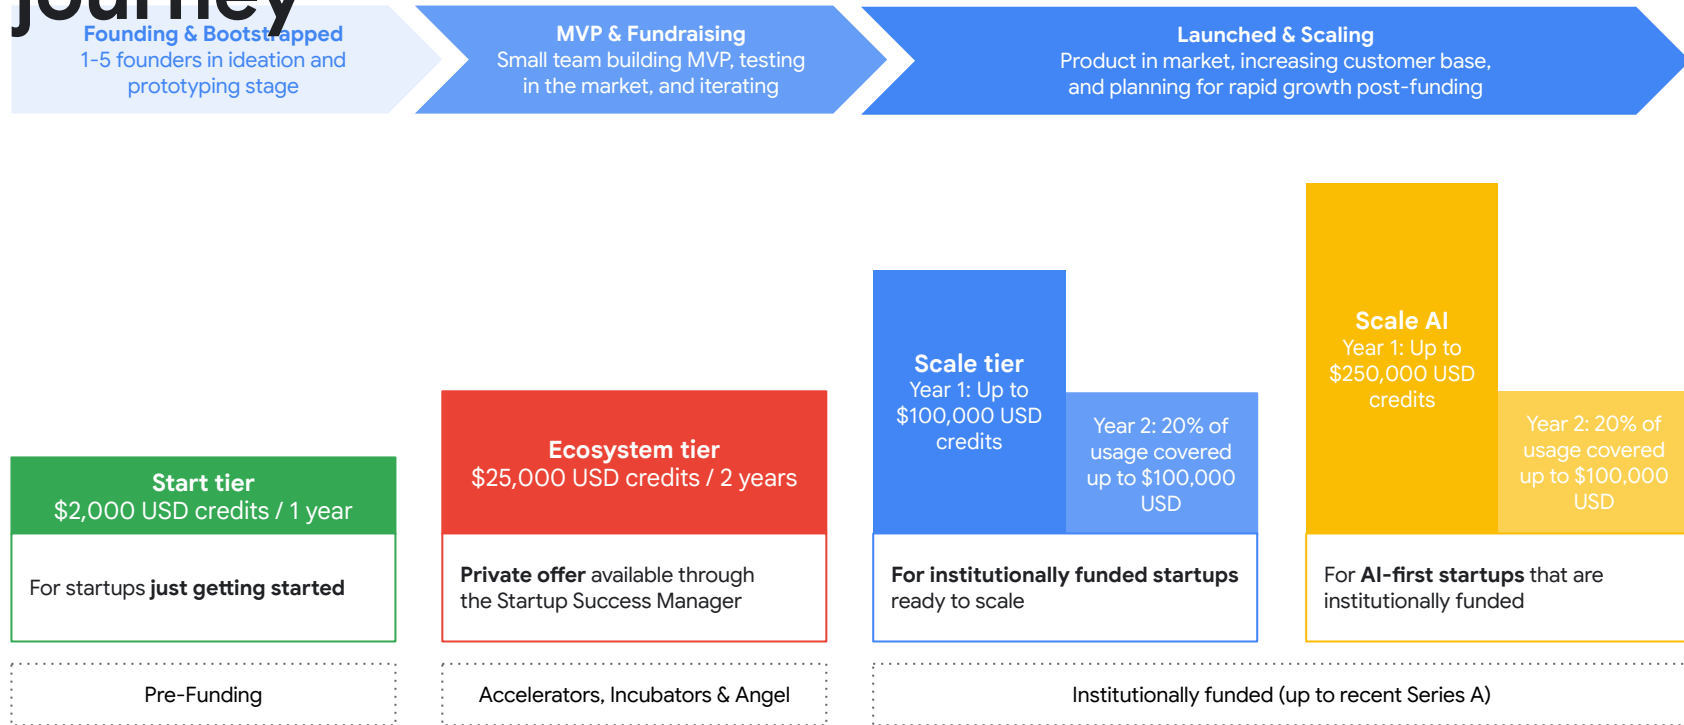 journey
Founding & Bootstrapped
1-5 founders in ideation and
prototyping stage
MVP & Fundraising
Small team building MVP, testing
in the market, and iterating
Launched & Scaling
Product in market, increasing customer base,
and planning for rapid growth post-funding
Start tier
$2,000 USD credits / 1 year
For startups just getting started
Pre-Funding
Ecosystem tier
$25,000 USD credits / 2 years
Private offer available through
the Startup Success Manager
Accelerators, Incubators & Angel
Scale tier
Year 1: Up to
$100,000 USD
credits
Year 2: 20% of
usage covered
up to $100,000
USD
For institutionally funded startups
ready to scale
Scale AI
Year 1: Up to
$250,000 USD
credits
Year 2: 20% of
usage covered
up to $100,000
USD
For AI-first startups that are
institutionally funded
Institutionally funded (up to recent Series A)